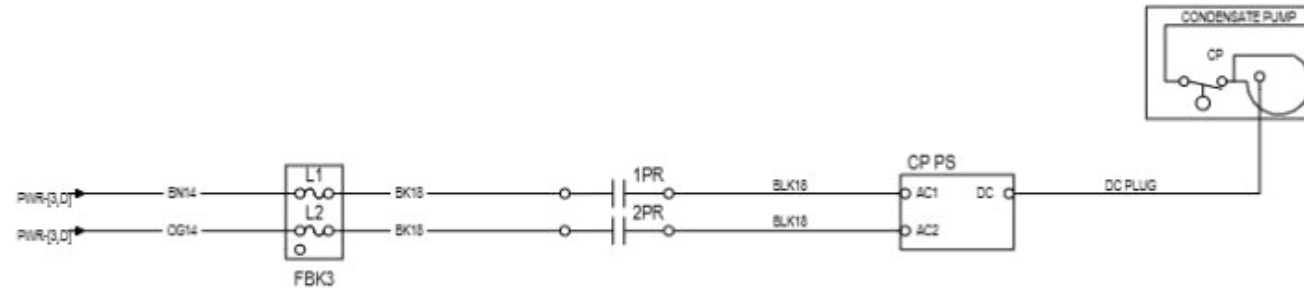 CONDENSATE PUMP
CP
CP PS
L1
1PR
PWR-[3,D]
BN14
BK18
BLK18
AC1
DC
DC PLUG
L2
2PR
PWR-[3,D]
OG14
BK18
BLK18
AC2
FBK3